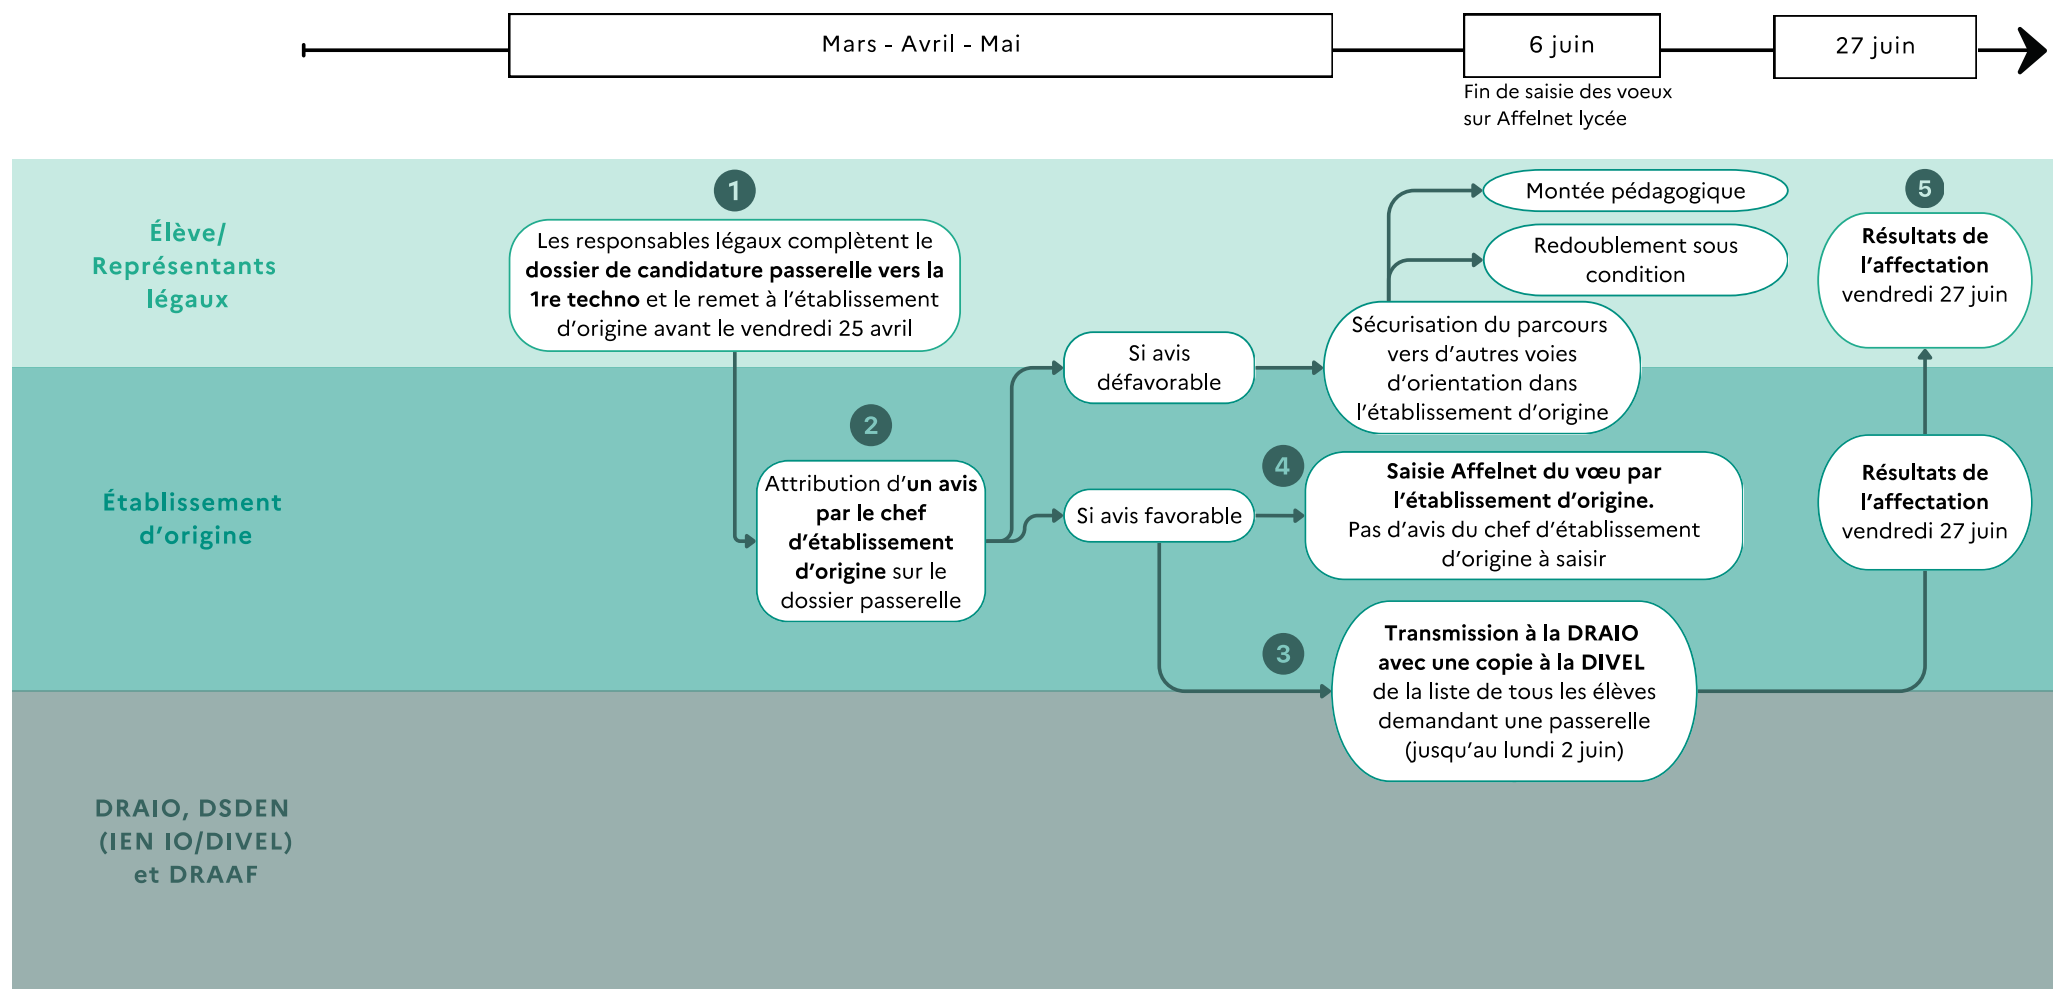 Mars - Avril - Mai
6 juin
27 juin
Fin de saisie des voeux
sur Affelnet lycée
Élève/
Représentants
légaux
1
Les responsables légaux complètent le
dossier de candidature passerelle vers la
1re techno et le remet à l'établissement
d'origine avant le vendredi 25 avril
Montée pédagogique
Redoublement sous
condition
5
Résultats de
l'affectation
vendredi 27 juin
Si avis
défavorable
Sécurisation du parcours
vers d'autres voies
d'orientation dans
l'établissement d'origine
Établissement
d'origine
2
Attribution d'un avis
par le chef
d'établissement
d'origine sur le
dossier passerelle
Si avis favorable
4
Saisie Affelnet du vœu par
l'établissement d'origine.
Pas d'avis du chef d'établissement
d'origine à saisir
Résultats de
l'affectation
vendredi 27 juin
3
Transmission à la DRAIO
avec une copie à la DIVEL
de la liste de tous les élèves
demandant une passerelle
(jusqu'au lundi 2 juin)
DRAIO, DSDEN
(IEN IO/DIVEL)
et DRAAF